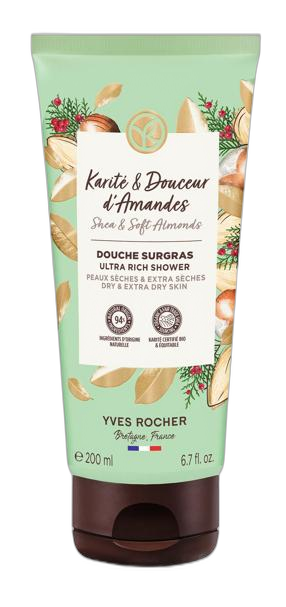 Karité & Douceur
d'Amandes
Shea & Soft Almonds
DOUCHE SURGRAS
ULTRA RICH SHOWER
PEAUX SÈCHES & EXTRA SÈCHES
DRY & EXTRA DRY SKIN
94%
INGRÉDIENTS D'ORIGINE
NATURELLE
KARITÉ CERTIFIÉ BIO
& ÉQUITABLE
YVES ROCHER
Bretagne, France
℮ 200 ml 6.7 fl. oz.